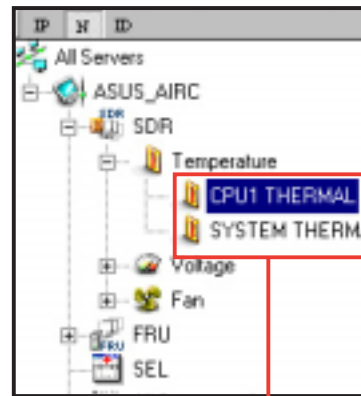 IP N ID
All Servers
ASUS_AIRC
SDR
SDR
Temperature
CPU1 THERMAL
SYSTEM THERMA
Voltage
Fan
FRU
FRU
SEL